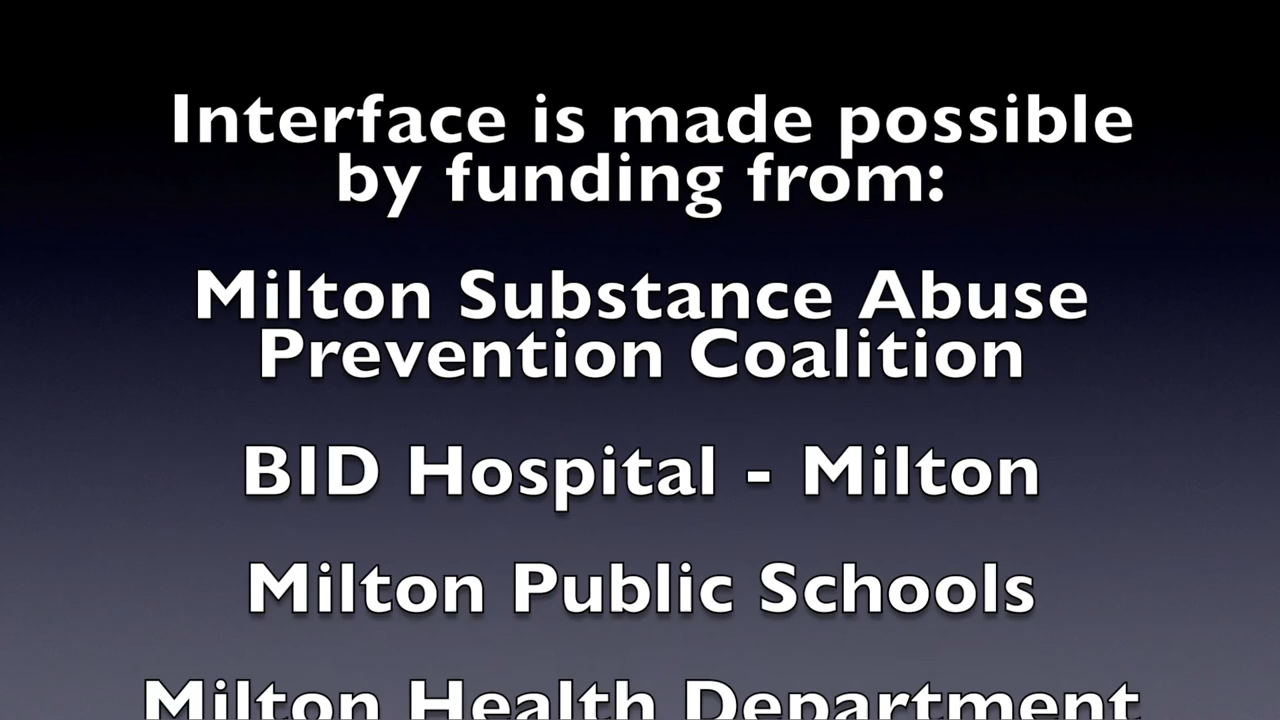 Interface is made possible
by funding from:
Milton Substance Abuse
Prevention Coalition
BID Hospital - Milton
Milton Public Schools
Milton Health Department